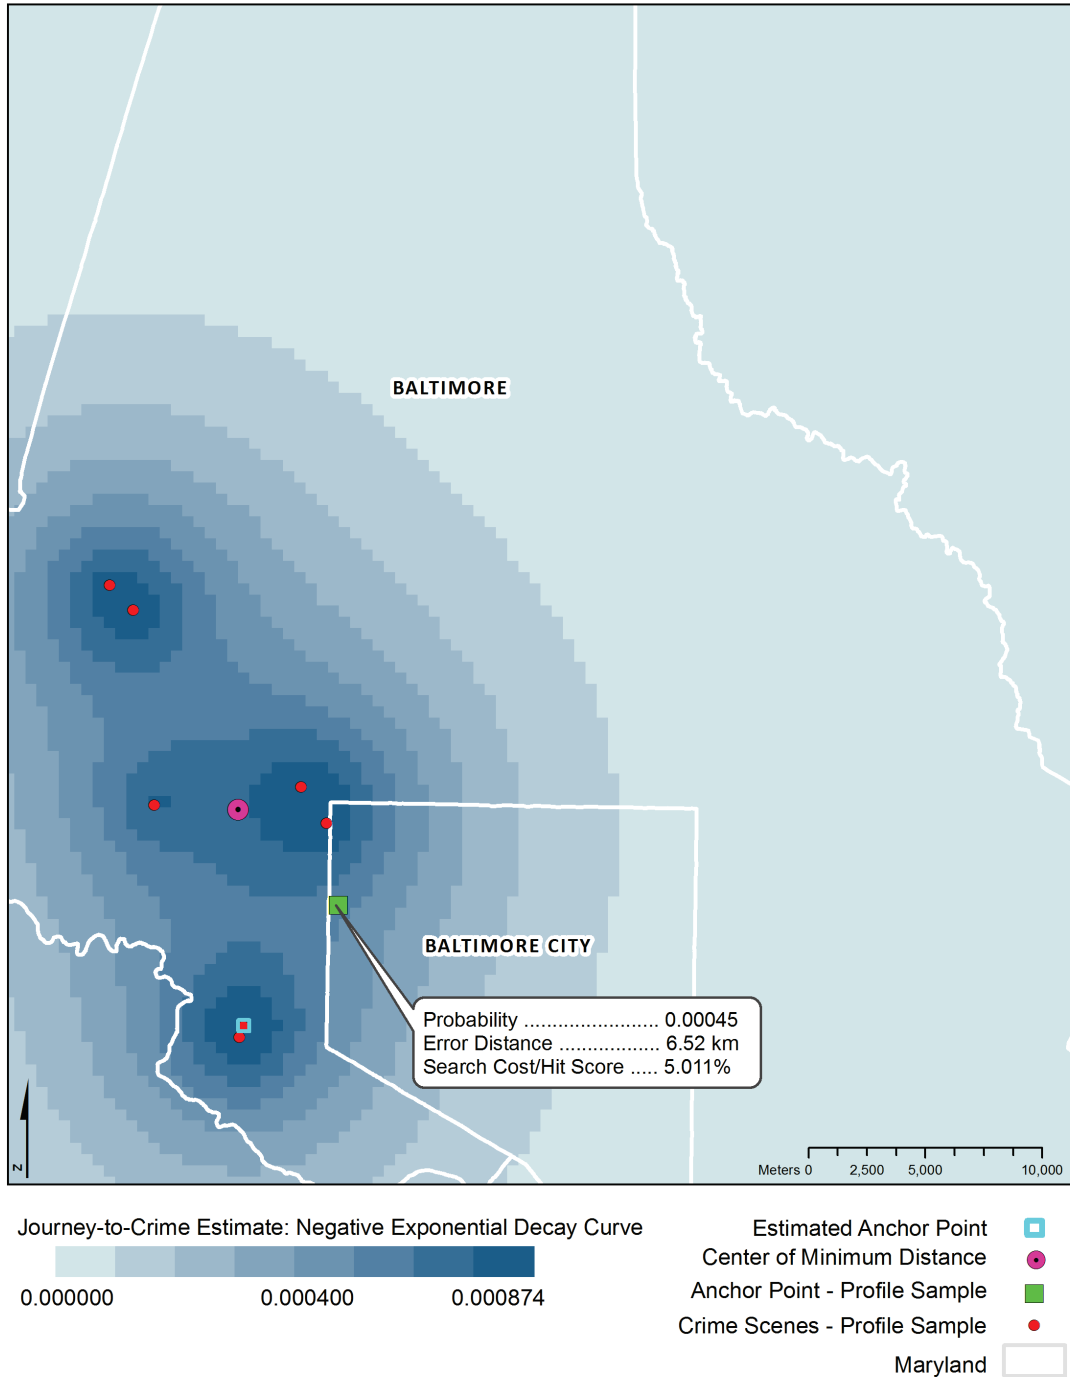 BALTIMORE
BALTIMORE CITY
Probability ........................ 0.00045
Error Distance .................. 6.52 km
Search Cost/Hit Score ..... 5.011%
N
Meters 0 2,500 5,000 10,000
Journey-to-Crime Estimate: Negative Exponential Decay Curve
0.000000 0.000400 0.000874
Estimated Anchor Point
Center of Minimum Distance
Anchor Point - Profile Sample
Crime Scenes - Profile Sample
Maryland